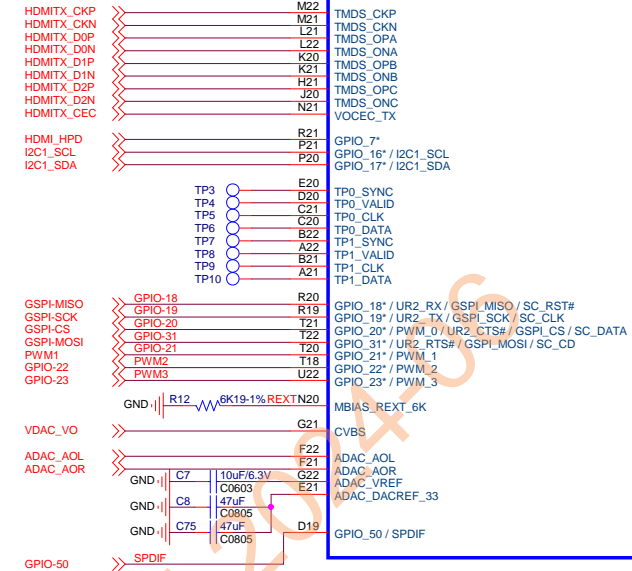 HDMITX_CKP M22 TMDS_CKP
HDMITX_CKN M21 TMDS_CKN
HDMITX_D0P L21 TMDS_OPA
HDMITX_D0N L22 TMDS_ONA
HDMITX_D1P K20 TMDS_OPB
HDMITX_D1N K21 TMDS_ONB
HDMITX_D2P H21 TMDS_OPC
HDMITX_D2N J20 TMDS_ONC
HDMITX_CEC N21 VOCEC_TX
HDMI_HPD R21 GPIO_7*
I2C1_SCL P21 GPIO_16* / I2C1_SCL
I2C1_SDA P20 GPIO_17* / I2C1_SDA
TP3 E20 TP0_SYNC
TP4 D20 TP0_VALID
TP5 C21 TP0_CLK
TP6 C20 TP0_DATA
TP7 B22 TP1_SYNC
TP8 A22 TP1_VALID
TP9 B21 TP1_CLK
TP10 A21 TP1_DATA
GSPI-MISO GPIO-18 R20 GPIO_18* / UR2_RX / GSPI_MISO / SC_RST#
GSPI-SCK GPIO-19 R19 GPIO_19* / UR2_TX / GSPI_SCK / SC_CLK
GSPI-CS GPIO-20 T21 GPIO_20* / PWM_0 / UR2_CTS# / GSPI_CS / SC_DATA
GSPI-MOSI GPIO-31 T22 GPIO_31* / UR2_RTS# / GSPI_MOSI / SC_CD
PWM1 GPIO-21 T20 GPIO_21* / PWM_1
GPIO-22 PWM2 T18 GPIO_22* / PWM_2
GPIO-23 PWM3 U22 GPIO_23* / PWM_3
GND R12 6K19-1% REXT N20 MBIAS_REXT_6K
VDAC_VO G21 CVBS
ADAC_AOL F22 ADAC_AOL
ADAC_AOR F21 ADAC_AOR
GND C7 10uF/6.3V G22 ADAC_VREF
C0603 E21 ADAC_DACREF_33
GND C8 47uF
C0805
GND C75 47uF D19 GPIO_50 / SPDIF
C0805
GPIO-50 SPDIF
2024-06